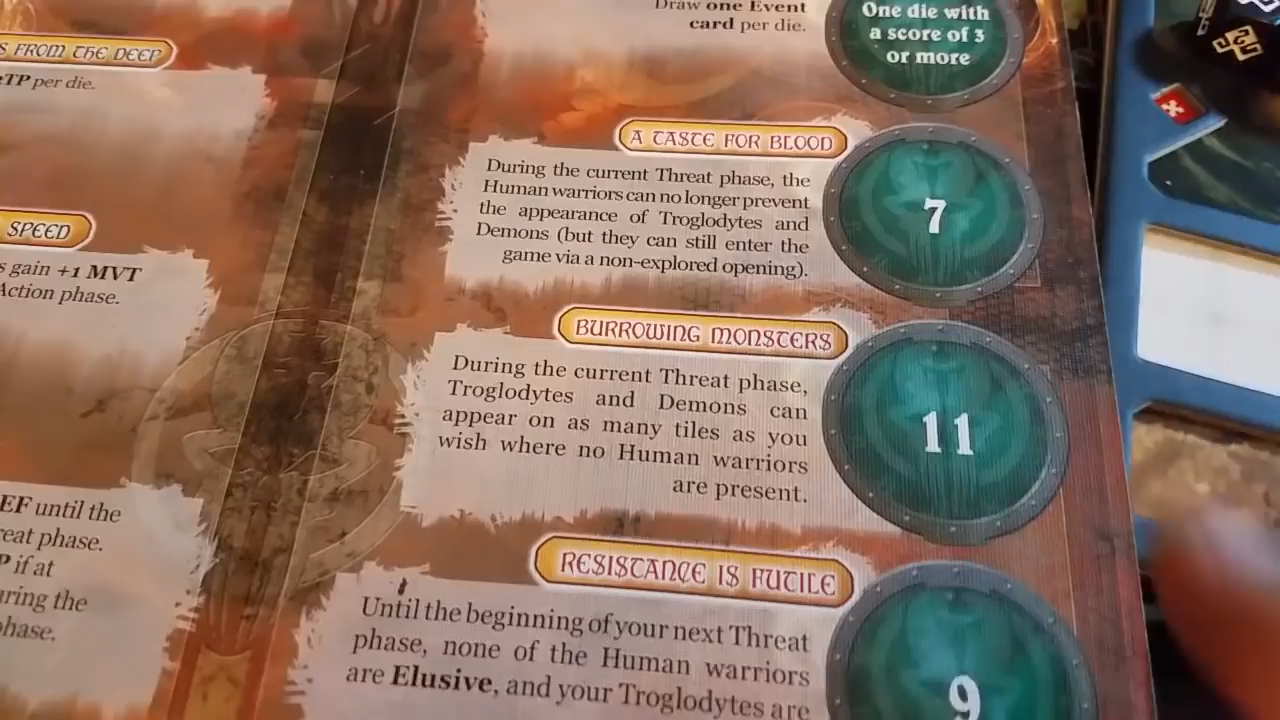 S FROM THE DEEP
TP per die.
SPEED
s gain +1 MVT
Action phase.
EF until the
reat phase.
P if at
uring the
phase.
Draw one Event
card per die.
One die with
a score of 3
or more
A TASTE FOR BLOOD
During the current Threat phase, the
Human warriors can no longer prevent
the appearance of Troglodytes and
Demons (but they can still enter the
game via a non-explored opening).
7
BURROWING MONSTERS
During the current Threat phase,
Troglodytes and Demons can
appear on as many tiles as you
wish where no Human warriors
are present.
11
RESISTANCE IS FUTILE
Until the beginning of your next Threat
phase, none of the Human warriors
are Elusive, and your Troglodytes are
9